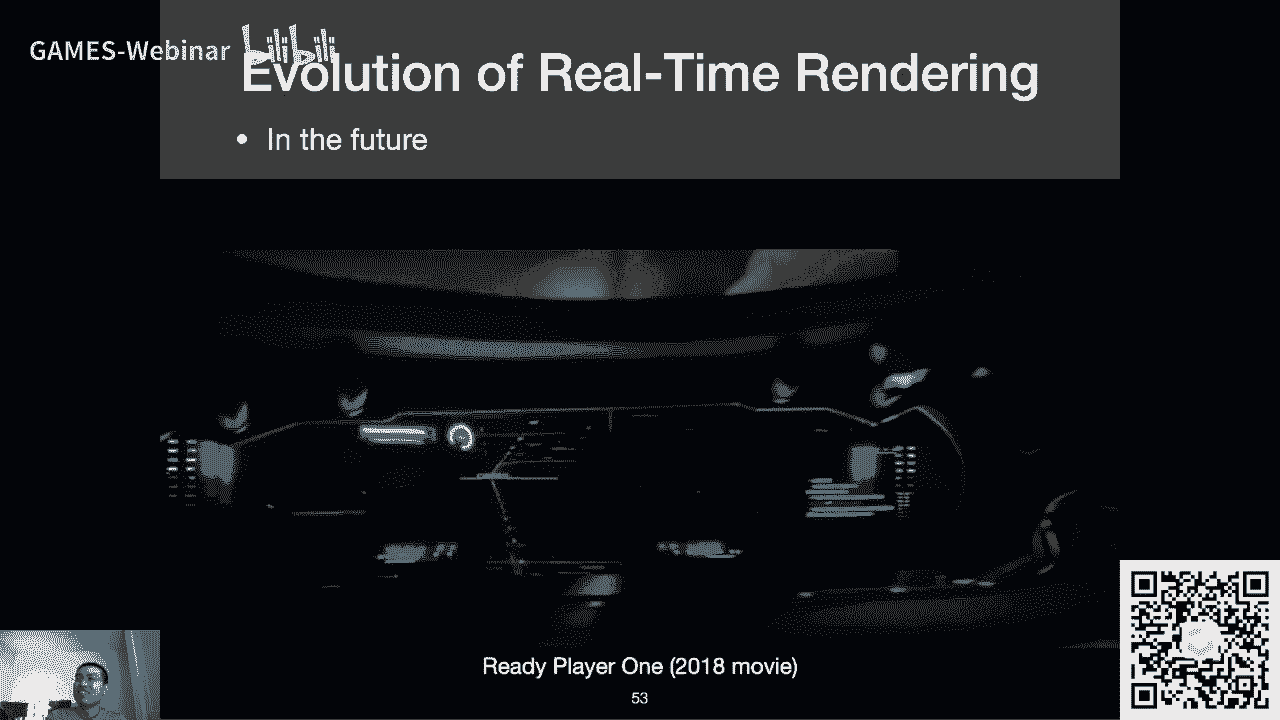 GAMES-Webinar bilibili
Evolution of Real-Time Rendering
• In the future
Ready Player One (2018 movie)
53